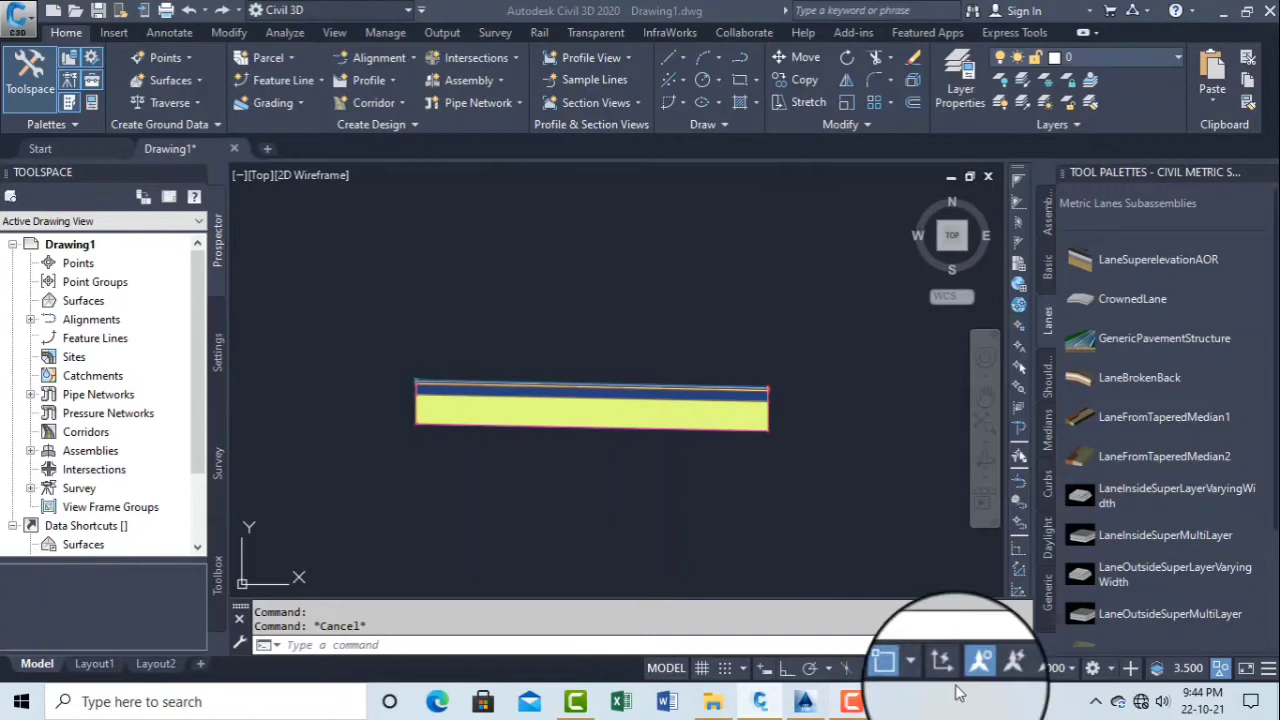 C3D
Civil 3D
Autodesk Civil 3D 2020 Drawing1.dwg
Type a keyword or phrase
Sign In
Home Insert Annotate Modify Analyze View Manage Output Survey Rail Transparent InfraWorks Collaborate Help Add-ins Featured Apps Express Tools
Toolspace
Palettes
Points
Surfaces
Traverse
Create Ground Data
Parcel
Feature Line
Grading
Alignment
Profile
Corridor
Intersections
Assembly
Pipe Network
Create Design
Profile View
Sample Lines
Section Views
Profile & Section Views
Draw
Move
Copy
Stretch
Modify
Layer
Properties
0
Layers
Paste
Clipboard
Start
Drawing1*
TOOLSPACE
Active Drawing View
Drawing1
Points
Point Groups
Surfaces
Alignments
Feature Lines
Sites
Catchments
Pipe Networks
Pressure Networks
Corridors
Assemblies
Intersections
Survey
View Frame Groups
Data Shortcuts []
Surfaces
Prospector
Settings
Survey
Toolbox
[−][Top][2D Wireframe]
N
W TOP E
S
WCS
Y
X
Command:
Command: *Cancel*
Type a command
TOOL PALETTES - CIVIL METRIC S...
Metric Lanes Subassemblies
Assemb...
Basic
Lanes
Shoul...
Medians
Curbs
Daylight
Generic
LaneSuperelevationAOR
CrownedLane
GenericPavementStructure
LaneBrokenBack
LaneFromTaperedMedian1
LaneFromTaperedMedian2
LaneInsideSuperLayerVaryingWi
dth
LaneInsideSuperMultiLayer
LaneOutsideSuperLayerVarying
Width
LaneOutsideSuperMultiLayer
Model Layout1 Layout2
MODEL
000
3.500
Type here to search
9:44 PM
22-10-21